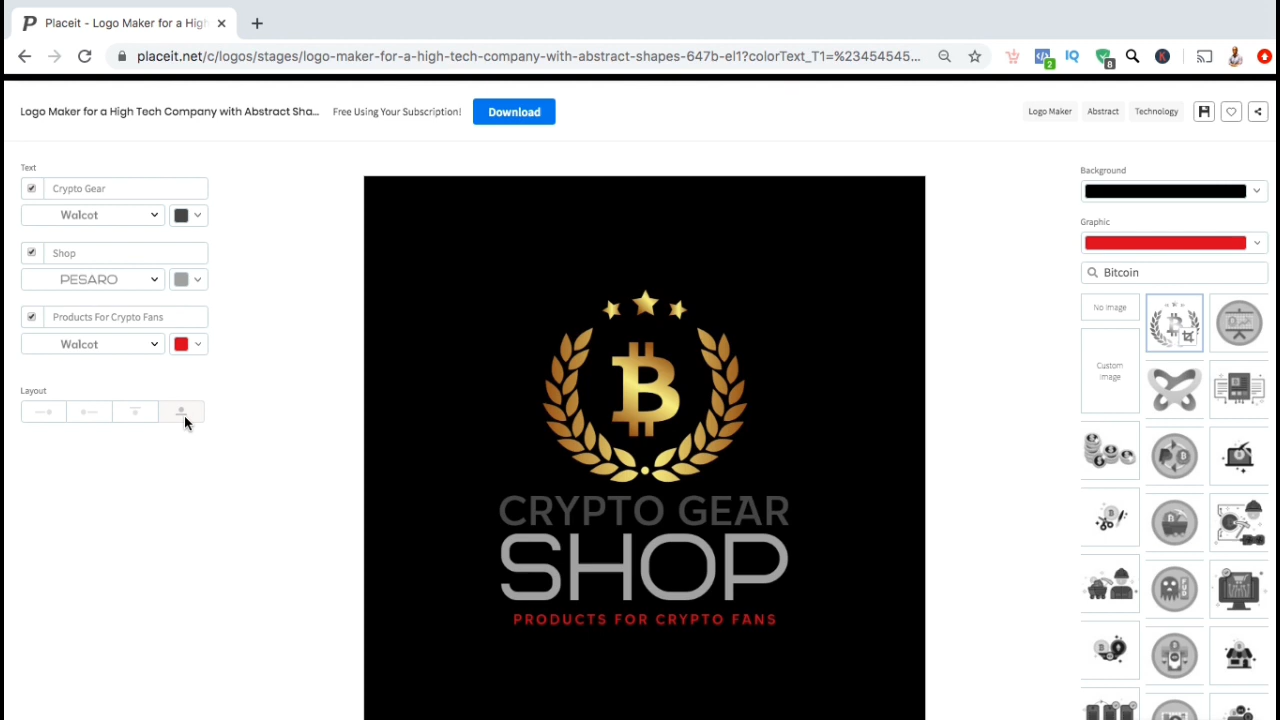 Placeit - Logo Maker for a High
placeit.net/c/logos/stages/logo-maker-for-a-high-tech-company-with-abstract-shapes-647b-el1?colorText_T1=%23454545...
2
8
Logo Maker for a High Tech Company with Abstract Sha...
Free Using Your Subscription!
Download
Logo Maker
Abstract
Technology
Text
Crypto Gear
Walcot
Shop
PESARO
Products For Crypto Fans
Walcot
Layout
CRYPTO GEAR
SHOP
PRODUCTS FOR CRYPTO FANS
Background
Graphic
Bitcoin
No Image
Custom
Image